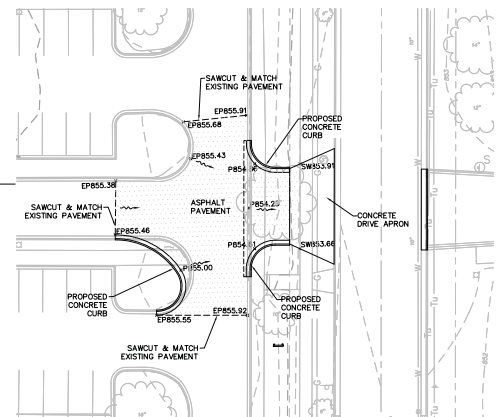 SAWCUT & MATCH
EXISTING PAVEMENT
EP855.91
EP855.68
PROPOSED
CONCRETE
CURB
EP855.43
SW853.91
EP855.38
SAWCUT & MATCH
EXISTING PAVEMENT
ASPHALT
PAVEMENT
P854.25
CONCRETE
DRIVE APRON
EP855.46
SW853.66
P855.00
PROPOSED
CONCRETE
CURB
PROPOSED
CONCRETE
CURB
EP855.92
EP855.55
SAWCUT & MATCH
EXISTING PAVEMENT